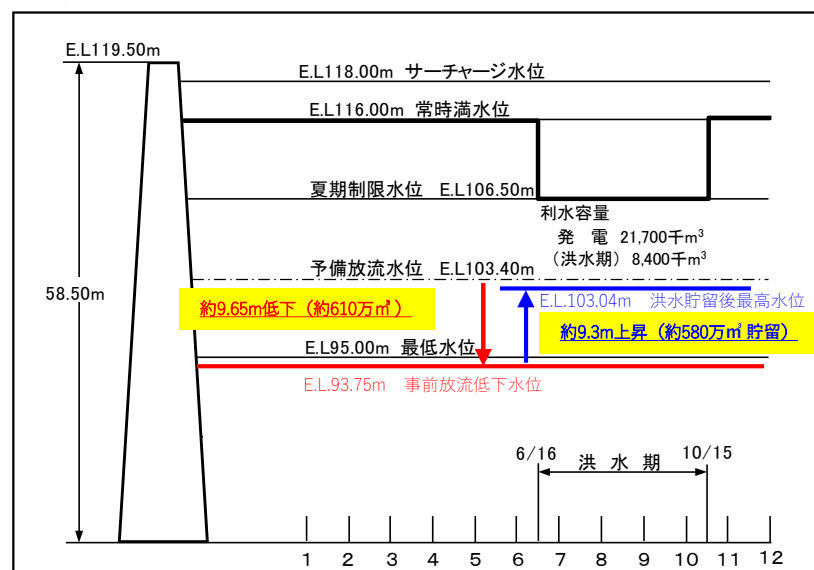 E.L119.50m
E.L118.00m サーチャージ水位
E.L116.00m 常時満水位
夏期制限水位 E.L106.50m
利水容量
発 電 21,700千m³
（洪水期）8,400千m³
予備放流水位 E.L103.40m
58.50m
約9.65m低下（約610万㎥）
E.L.103.04m 洪水貯留後最高水位
約9.3m上昇（約580万㎥ 貯留）
E.L95.00m 最低水位
E.L.93.75m 事前放流低下水位
6/16 10/15
洪 水 期
1 2 3 4 5 6 7 8 9 10 11 12